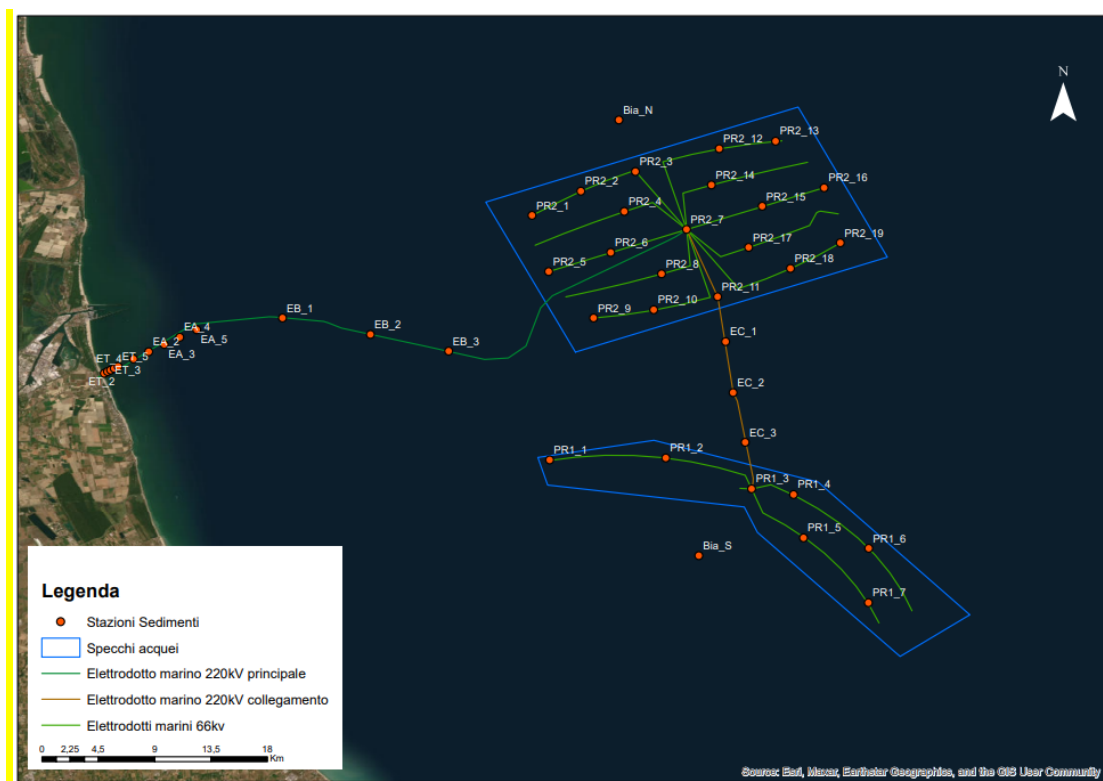 N
Bia_N
PR2_12
PR2_13
PR2_3
PR2_2
PR2_14
PR2_16
PR2_1
PR2_4
PR2_15
PR2_7
PR2_6
PR2_17
PR2_19
PR2_5
PR2_8
PR2_18
PR2_11
PR2_9
PR2_10
EB_1
EB_2
EB_3
EA_4
EA_5
EA_2
EA_3
ET_4
ET_5
ET_3
ET_2
EC_1
EC_2
EC_3
PR1_1
PR1_2
PR1_3
PR1_4
PR1_5
PR1_6
PR1_7
Bia_S
Legenda
Stazioni Sedimenti
Specchi acquei
Elettrodotto marino 220kV principale
Elettrodotto marino 220kV collegamento
Elettrodotti marini 66kv
0 2,25 4,5 9 13,5 18
Km
Source: Esri, Maxar, Earthstar Geographics, and the GIS User Community